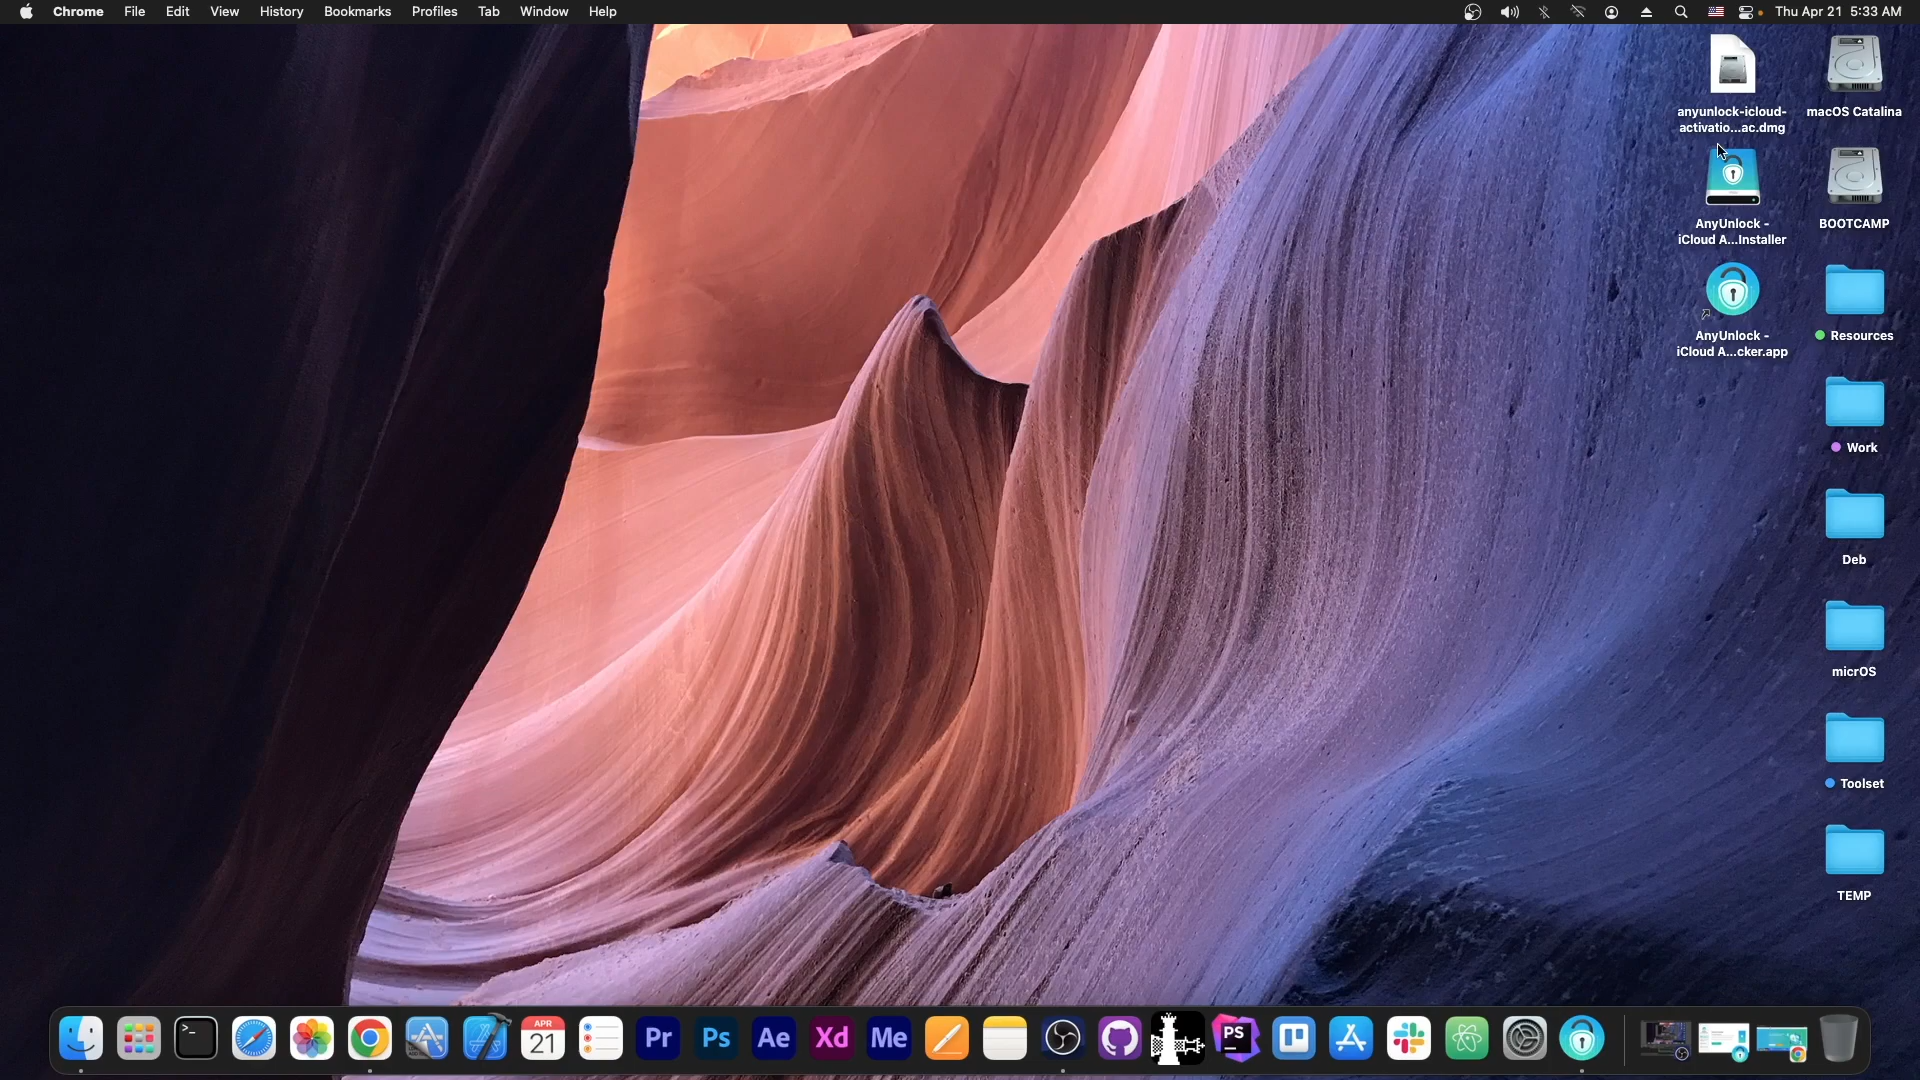 Chrome File Edit View History Bookmarks Profiles Tab Window Help Thu Apr 21 5:33 AM
anyunlock-icloud-
activatio...ac.dmg
macOS Catalina
AnyUnlock -
iCloud A...Installer
BOOTCAMP
AnyUnlock -
iCloud A...cker.app
Resources
Work
Deb
micrOS
Toolset
TEMP
>_
APR
21
Pr
Ps
Ae
Xd
Me
PS